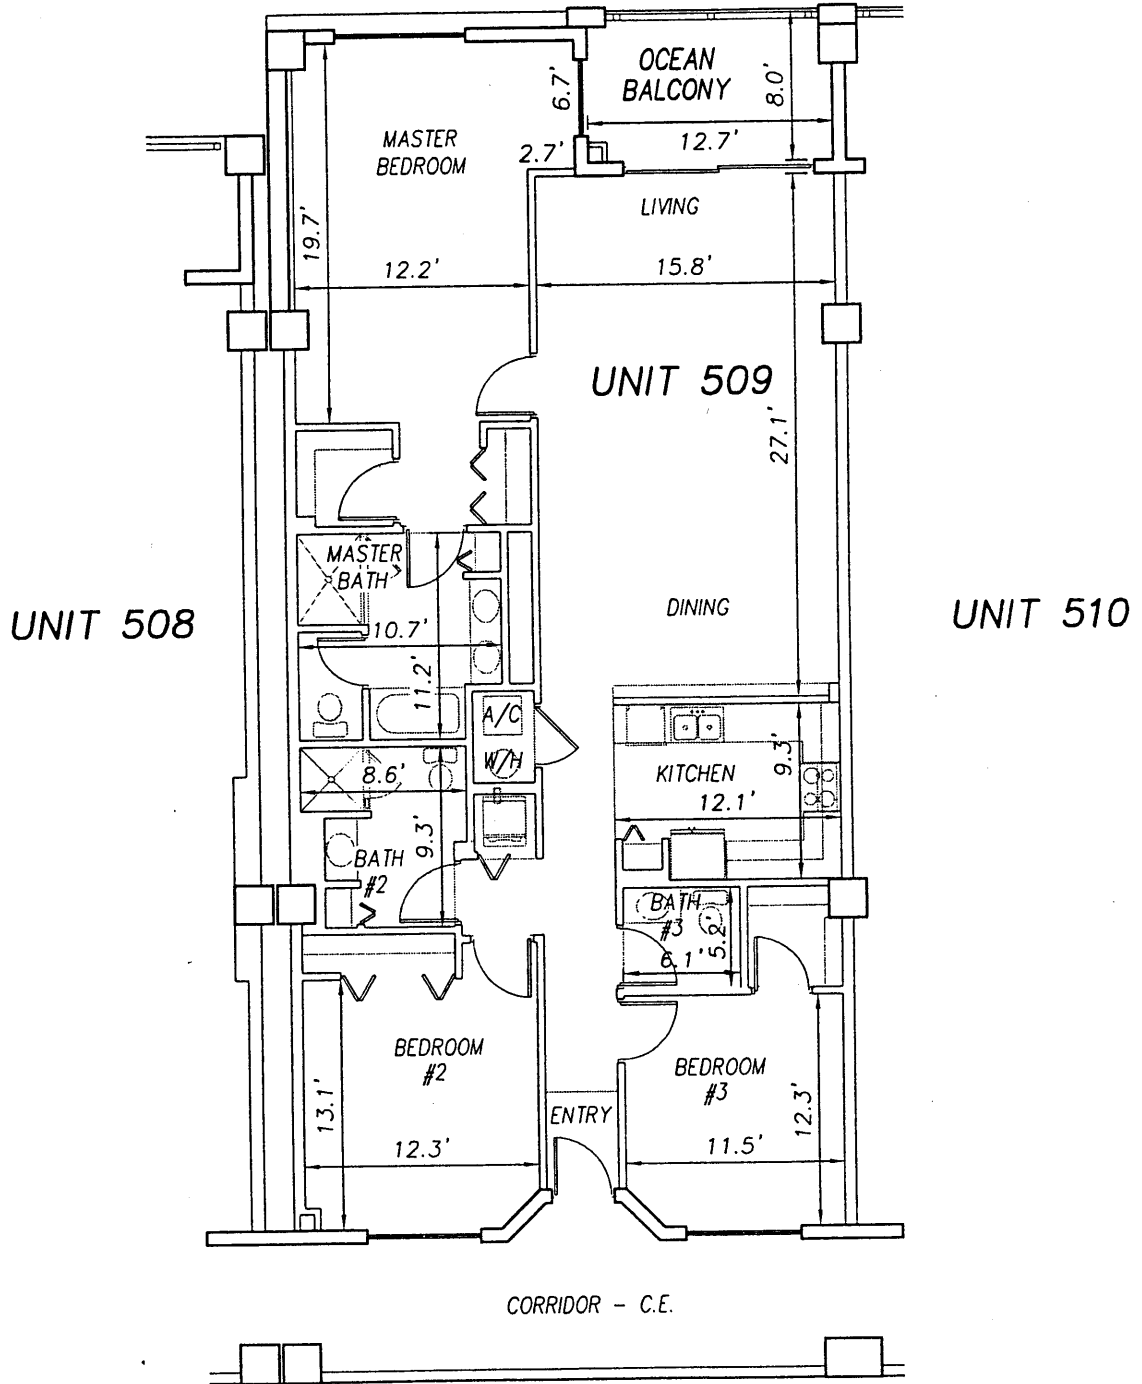 OCEAN
BALCONY
6.7'
8.0'
12.7'
MASTER
BEDROOM
2.7'
LIVING
19.7'
12.2'
15.8'
UNIT 509
27.1'
MASTER
BATH
UNIT 508
10.7'
11.2'
DINING
UNIT 510
A/C
W/H
8.6'
9.3'
KITCHEN
12.1'
9.3'
BATH
#2
BATH
#3
5.2'
6.1'
BEDROOM
#2
13.1'
12.3'
ENTRY
BEDROOM
#3
12.3'
11.5'
CORRIDOR - C.E.